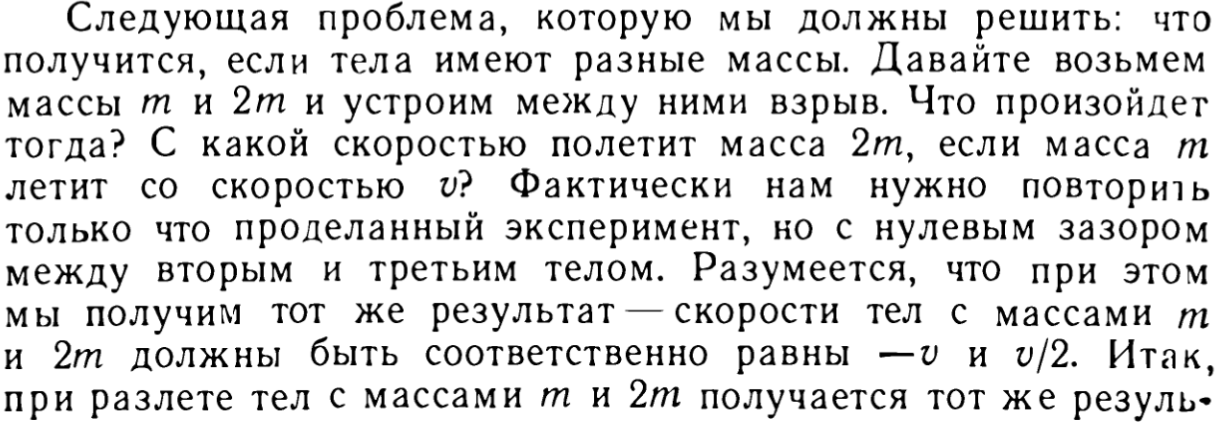 Следующая проблема, которую мы должны решить: что
получится, если тела имеют разные массы. Давайте возьмем
массы m и 2m и устроим между ними взрыв. Что произойдет
тогда? С какой скоростью полетит масса 2m, если масса m
летит со скоростью v? Фактически нам нужно повторить
только что проделанный эксперимент, но с нулевым зазором
между вторым и третьим телом. Разумеется, что при этом
мы получим тот же результат — скорости тел с массами m
и 2m должны быть соответственно равны —v и v/2. Итак,
при разлете тел с массами m и 2m получается тот же резуль-